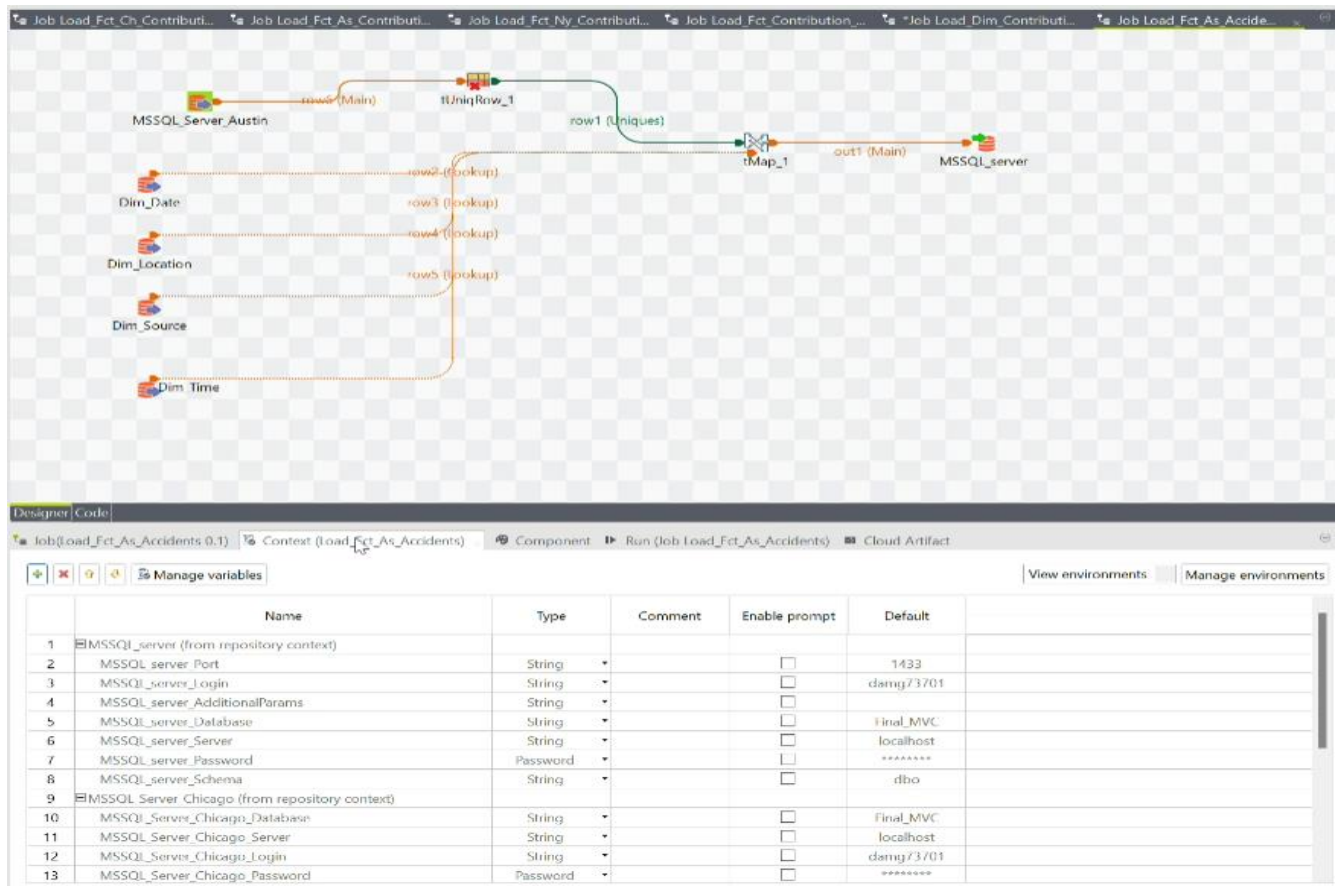 Job Load_Fct_Ch_Contributi... Job Load_Fct_As_Contributi... Job Load_Fct_Ny_Contributi... Job Load_Fct_Contribution_... *Job Load_Dim_Contributi... Job Load_Fct_As_Accide...
row6 (Main)
tUniqRow_1
MSSQL_Server_Austin
row1 (Uniques)
tMap_1
out1 (Main)
MSSQL_server
row2 (Lookup)
Dim_Date
row3 (Lookup)
row4 (Lookup)
Dim_Location
row5 (Lookup)
Dim_Source
Dim_Time
Designer Code
Job(Load_Fct_As_Accidents 0.1) Context (Load_Fct_As_Accidents) Component Run (Job Load_Fct_As_Accidents) Cloud Artifact
Manage variables View environments Manage environments
Name Type Comment Enable prompt Default
1 MSSQL_server (from repository context)
2 MSSQL_server_Port String 1433
3 MSSQL_server_Login String damg73701
4 MSSQL_server_AdditionalParams String
5 MSSQL_server_Database String Final_MVC
6 MSSQL_server_Server String localhost
7 MSSQL_server_Password Password ********
8 MSSQL_server_Schema String dbo
9 MSSQL_Server_Chicago (from repository context)
10 MSSQL_Server_Chicago_Database String Final_MVC
11 MSSQL_Server_Chicago_Server String localhost
12 MSSQL_Server_Chicago_Login String damg73701
13 MSSQL_Server_Chicago_Password Password ********